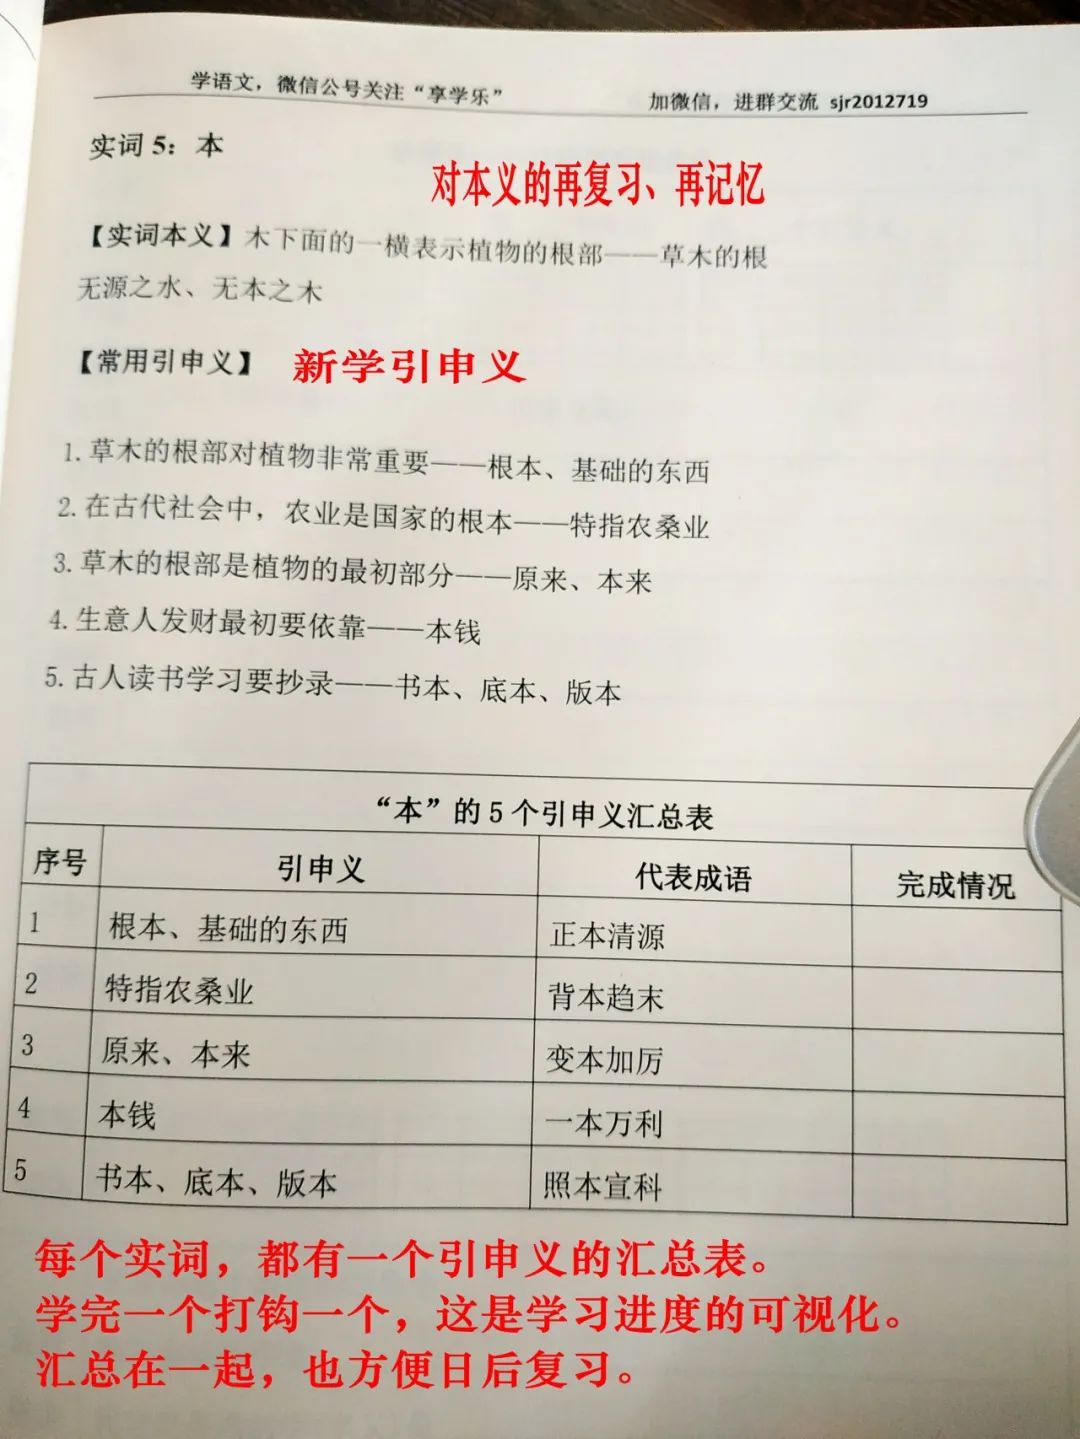 学语文，微信公号关注“享学乐”
加微信，进群交流 sjr2012719
实词 5：本
对本义的再复习、再记忆
【实词本义】木下面的一横表示植物的根部——草木的根
无源之水、无本之木
【常用引申义】
新学引申义
1.草木的根部对植物非常重要——根本、基础的东西
2.在古代社会中，农业是国家的根本——特指农桑业
3.草木的根部是植物的最初部分——原来、本来
4.生意人发财最初要依靠——本钱
5.古人读书学习要抄录——书本、底本、版本
“本”的 5 个引申义汇总表
序号 引申义 代表成语 完成情况
1 根本、基础的东西 正本清源
2 特指农桑业 背本趋末
3 原来、本来 变本加厉
4 本钱 一本万利
5 书本、底本、版本 照本宣科
每个实词，都有一个引申义的汇总表。
学完一个打钩一个，这是学习进度的可视化。
汇总在一起，也方便日后复习。